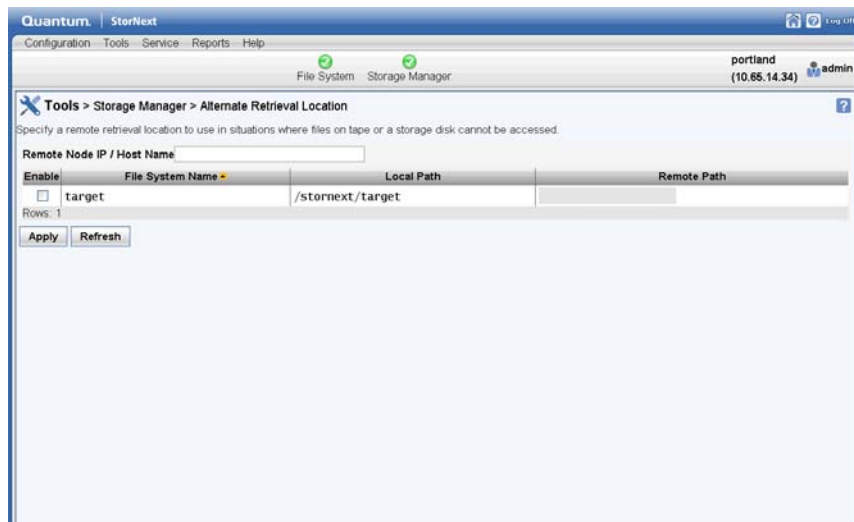 Quantum. StorNext Log Off
Configuration Tools Service Reports Help
File System Storage Manager
portland
(10.65.14.34)
admin
Tools > Storage Manager > Alternate Retrieval Location
Specify a remote retrieval location to use in situations where files on tape or a storage disk cannot be accessed.
Remote Node IP / Host Name
Enable File System Name Local Path Remote Path
target /stornext/target
Rows: 1
Apply Refresh